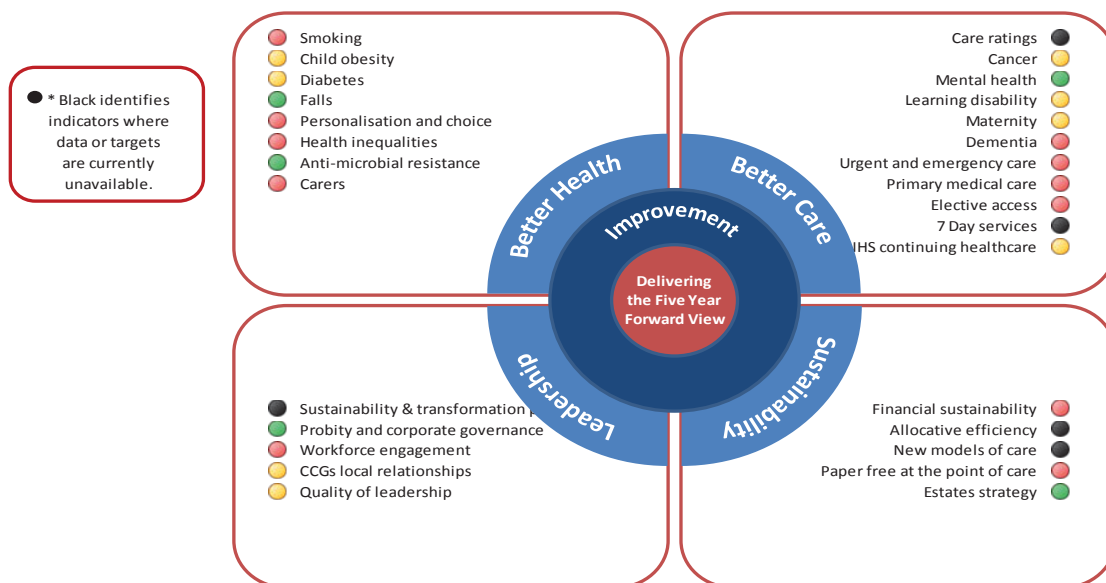 * Black identifies
indicators where
data or targets
are currently
unavailable.
Smoking
Child obesity
Diabetes
Falls
Personalisation and choice
Health inequalities
Anti-microbial resistance
Carers
Care ratings
Cancer
Mental health
Learning disability
Maternity
Dementia
Urgent and emergency care
Primary medical care
Elective access
7 Day services
continuing healthcare
Better Health
Better Care
Improvement
Delivering
the Five Year
Forward View
Leadership
Sustainability
Sustainability & transformation
Probity and corporate governance
Workforce engagement
CCGs local relationships
Quality of leadership
Financial sustainability
Allocative efficiency
New models of care
Paper free at the point of care
Estates strategy